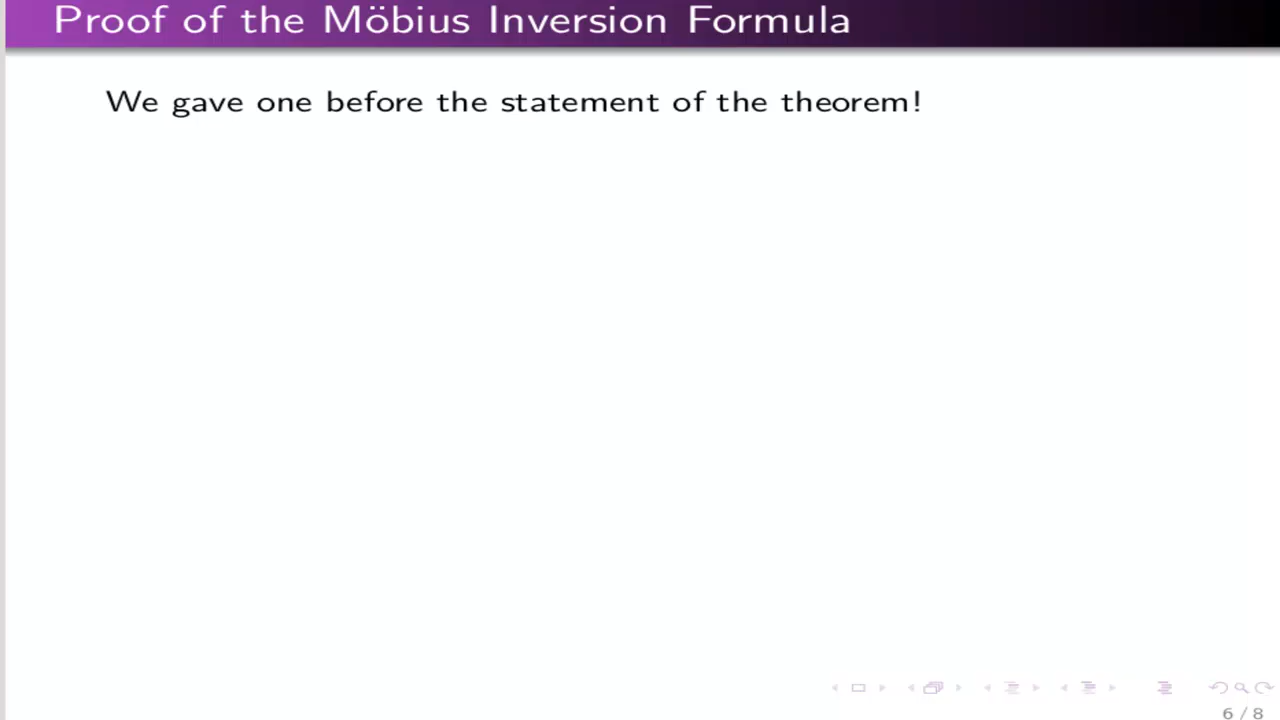 Proof of the Möbius Inversion Formula
We gave one before the statement of the theorem!
6 / 8